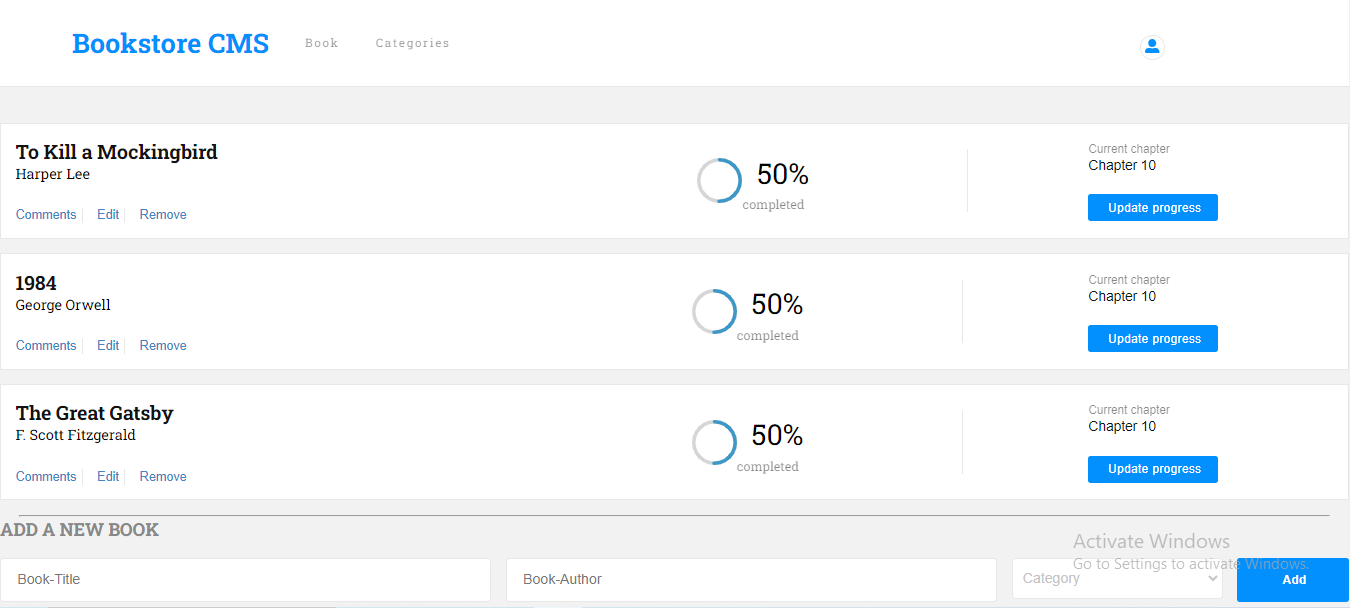 Bookstore CMS Book Categories
To Kill a Mockingbird
Harper Lee
Comments Edit Remove
50%
completed
Current chapter
Chapter 10
Update progress
1984
George Orwell
Comments Edit Remove
50%
completed
Current chapter
Chapter 10
Update progress
The Great Gatsby
F. Scott Fitzgerald
Comments Edit Remove
50%
completed
Current chapter
Chapter 10
Update progress
ADD A NEW BOOK
Book-Title Book-Author Category Add
Activate Windows
Go to Settings to activate Windows.